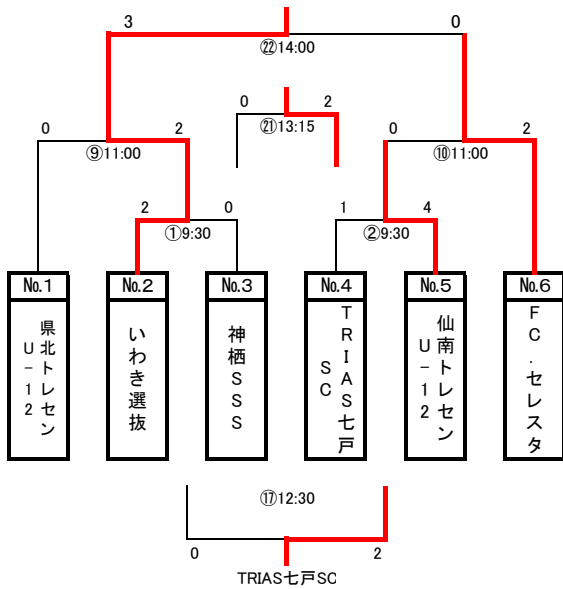 3 0
㉒14:00
0 2
㉑13:15
0 2 0 2
⑨11:00 ⑩11:00
2 0 1 4
①9:30 ②9:30
№.1 №.2 №.3 №.4 №.5 №.6
県北トレセン
U-12
いわき選抜
神栖SSS
TRIAS七戸
SC
仙南トレセン
U-12
FC.セレスタ
⑰12:30
0 2
TRIAS七戸SC